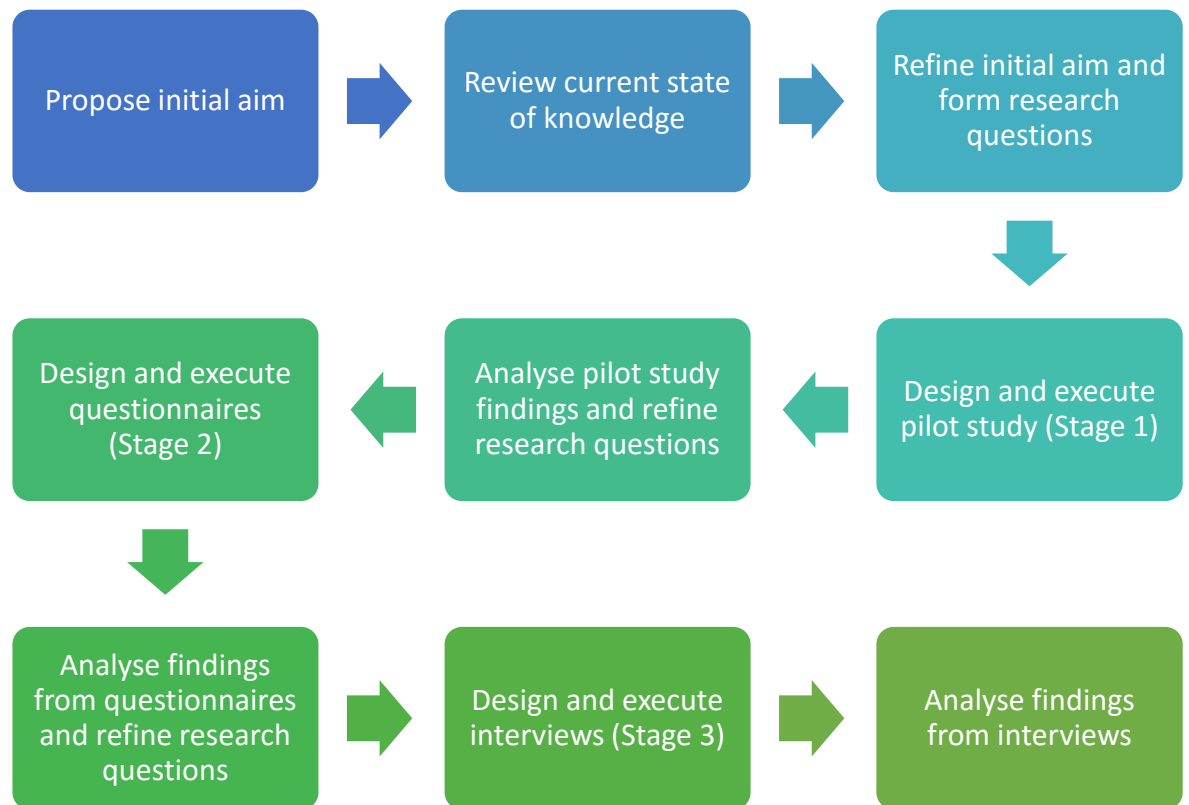 Propose initial aim
Review current state
of knowledge
Refine initial aim and
form research
questions
Design and execute
pilot study (Stage 1)
Analyse pilot study
findings and refine
research questions
Design and execute
questionnaires
(Stage 2)
Analyse findings
from questionnaires
and refine research
questions
Design and execute
interviews (Stage 3)
Analyse findings
from interviews